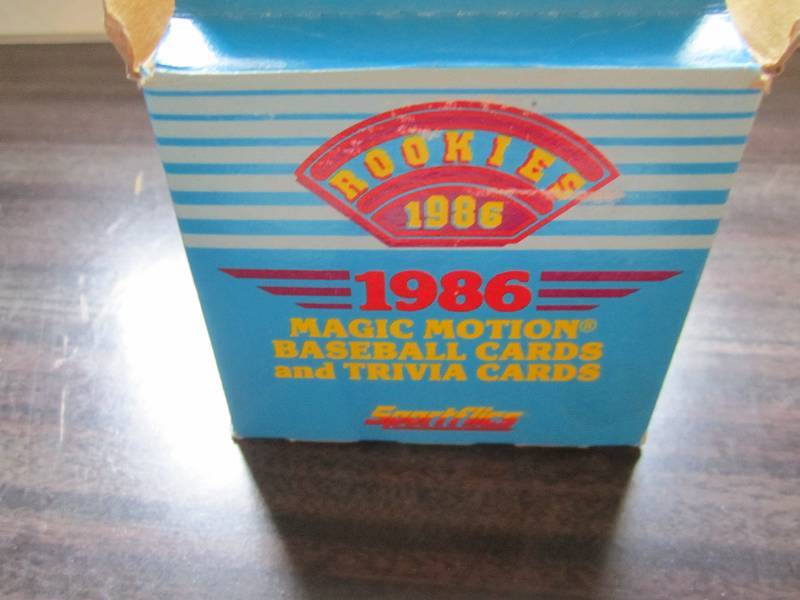 ROOKIES
1986
1986
MAGIC MOTION®
BASEBALL CARDS
and TRIVIA CARDS
Sportflics